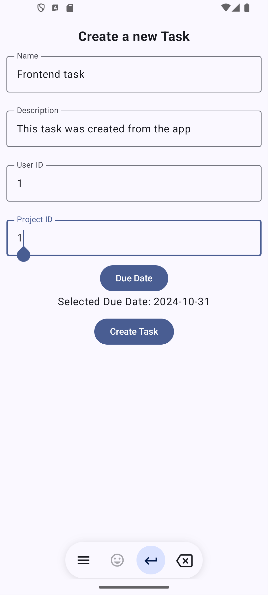 Create a new Task
Name
Frontend task
Description
This task was created from the app
User ID
1
Project ID
1
Due Date
Selected Due Date: 2024-10-31
Create Task